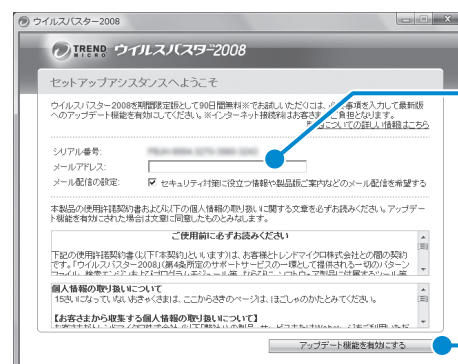 ウイルスバスター2008
TREND MICRO ウイルスバスター2008
セットアップアシスタンスへようこそ
ウイルスバスター2008を期間限定版として90日間無料※でお試しいただくには、必要事項を入力して最新版
へのアップデート機能を有効にしてください。※インターネット接続料はお客さまご負担となります。
についての詳しい情報はこちら
シリアル番号:
メールアドレス:
メール配信の設定: セキュリティ対策に役立つ情報や製品版ご案内などのメール配信を希望する
本製品の使用許諾契約書および以下の個人情報の取り扱いに関する文章を必ずお読みください。アップデー
ト機能を有効にされた場合は文章に同意したものとみなします。
ご使用前に必ずお読みください
下記の使用許諾契約書(以下「本契約」といいます)は、お客様とトレンドマイクロ株式会社との間の契約
です。「ウイルスバスター2008」(第4条所定のサポートサービスの一環として提供される一切のパターン
個人情報の取り扱いについて
15さいになっていないおきゃくさまは、ここからさきのページは、ほごしゃのかたとみてください。
【お客さまから収集する個人情報の取り扱いについて】
アップデート機能を有効にする